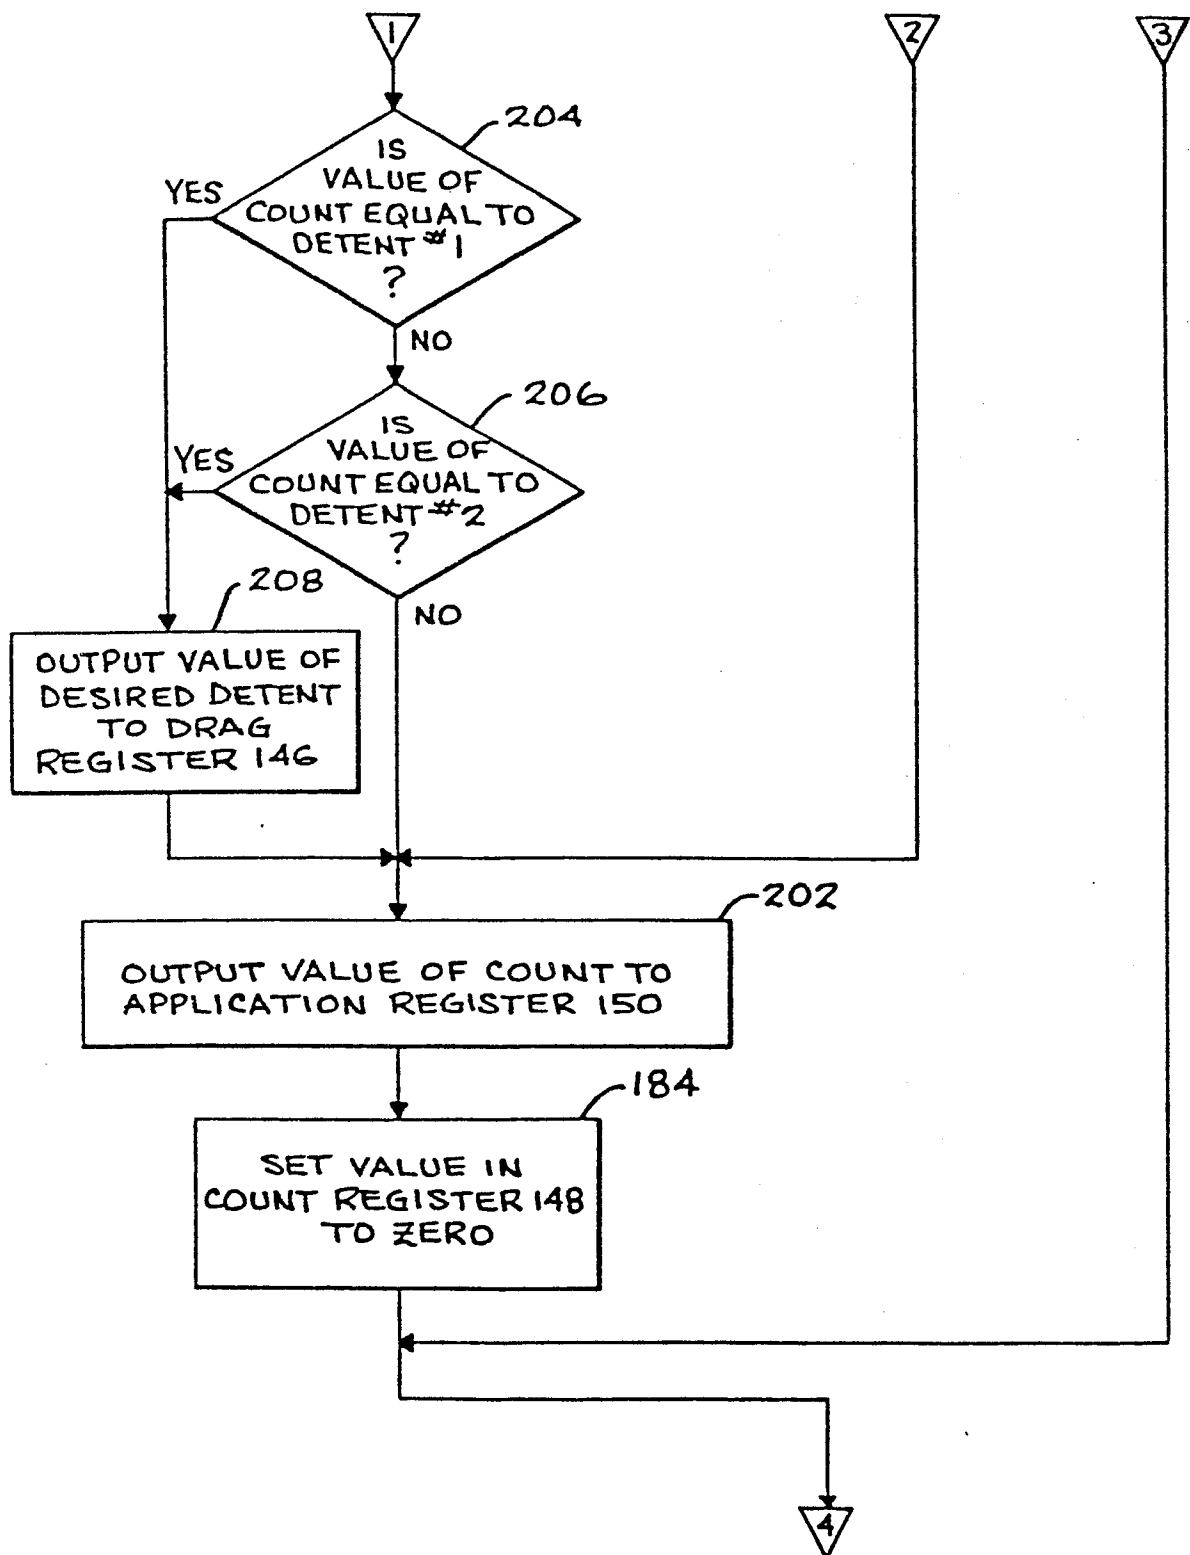 1
2
3
204
IS
VALUE OF
COUNT EQUAL TO
DETENT #1
?
YES
NO
206
IS
VALUE OF
COUNT EQUAL TO
DETENT #2
?
YES
NO
208
OUTPUT VALUE OF
DESIRED DETENT
TO DRAG
REGISTER 146
202
OUTPUT VALUE OF COUNT TO
APPLICATION REGISTER 150
184
SET VALUE IN
COUNT REGISTER 148
TO ZERO
4